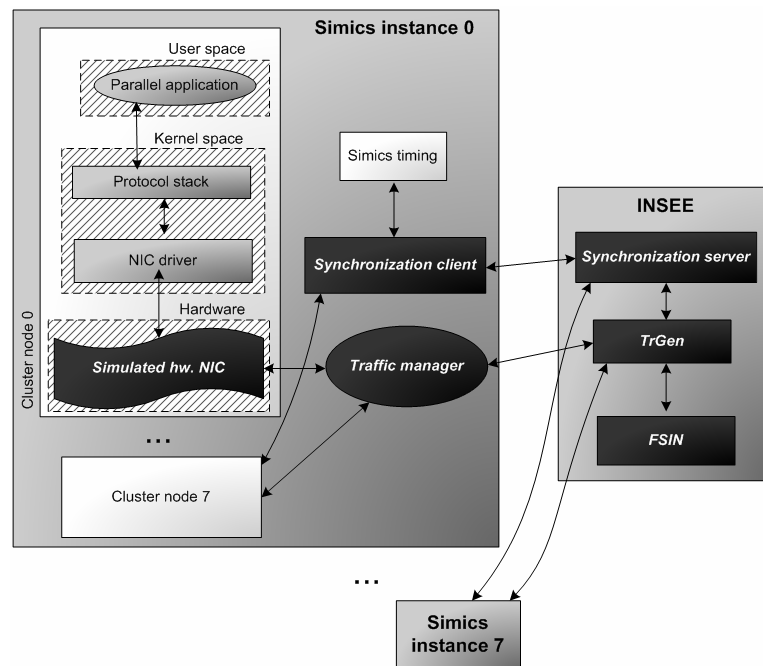 Simics instance 0
User space
Parallel application
Kernel space
Protocol stack
NIC driver
Hardware
Simulated hw. NIC
Cluster node 0
...
Cluster node 7
Simics timing
Synchronization client
Traffic manager
INSEE
Synchronization server
TrGen
FSIN
...
Simics
instance 7